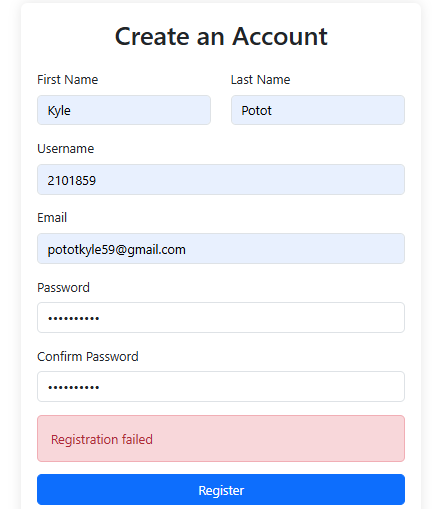 Create an Account
First Name Last Name
Kyle Potot
Username
2101859
Email
pototkyle59@gmail.com
Password
••••••••••
Confirm Password
••••••••••
Registration failed
Register